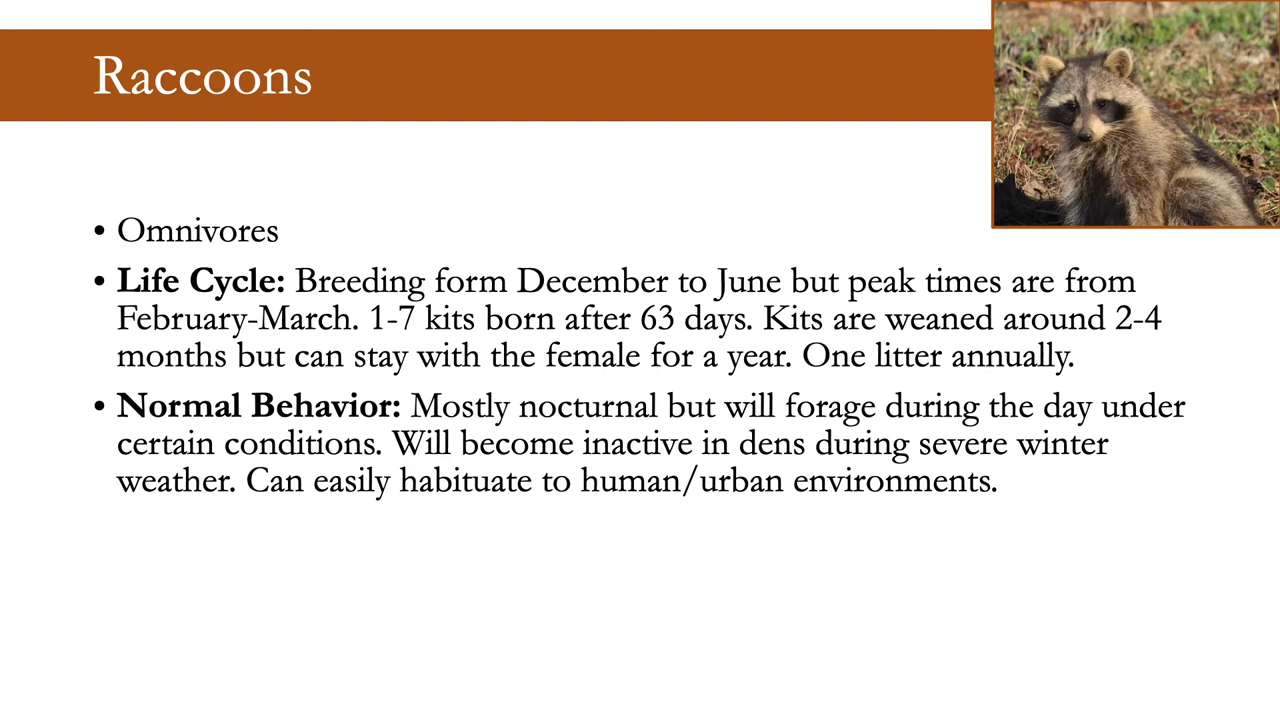 Raccoons
• Omnivores
• Life Cycle: Breeding form December to June but peak times are from
February-March. 1-7 kits born after 63 days. Kits are weaned around 2-4
months but can stay with the female for a year. One litter annually.
• Normal Behavior: Mostly nocturnal but will forage during the day under
certain conditions. Will become inactive in dens during severe winter
weather. Can easily habituate to human/urban environments.